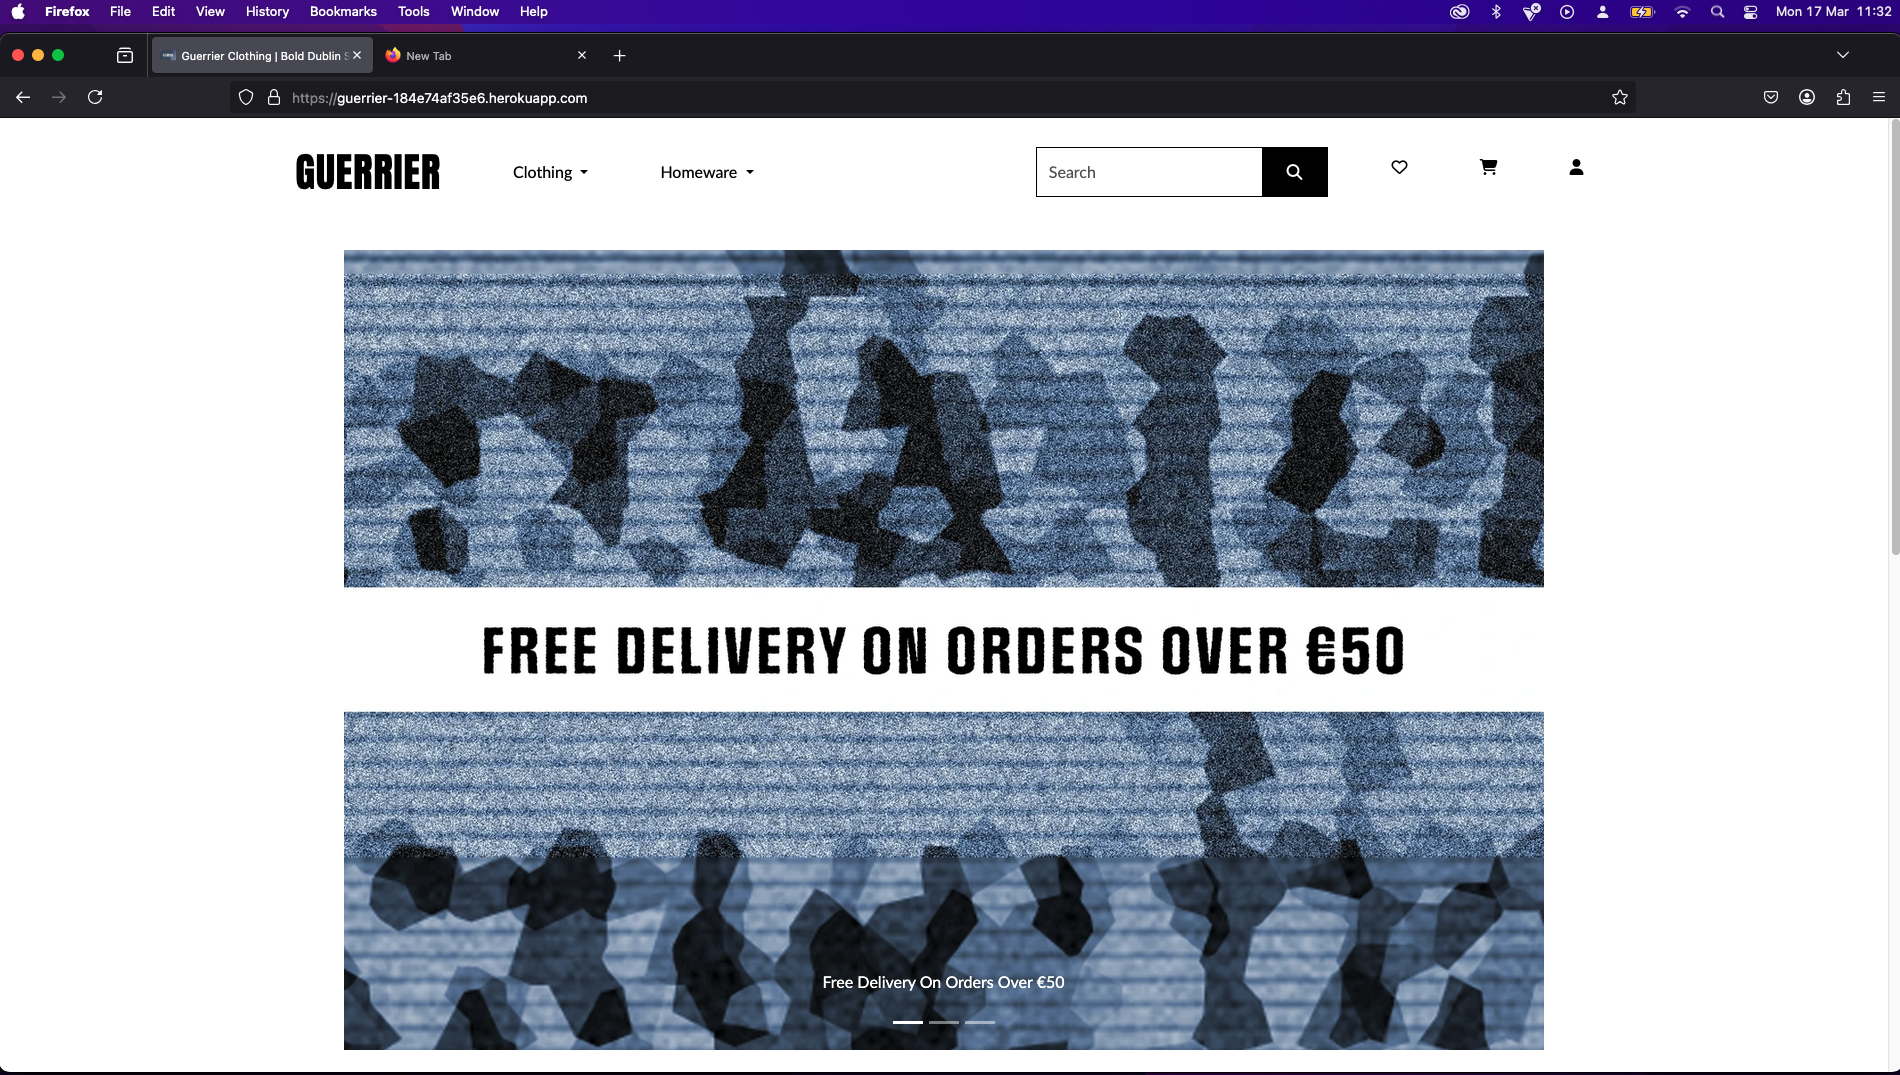 Firefox File Edit View History Bookmarks Tools Window Help Mon 17 Mar 11:32
Guerrier Clothing | Bold Dublin S New Tab
https://guerrier-184e74af35e6.herokuapp.com
GUERRIER Clothing Homeware Search
FREE DELIVERY ON ORDERS OVER €50
Free Delivery On Orders Over €50